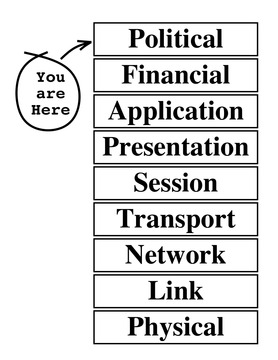 Political
You
are
Here
Financial
Application
Presentation
Session
Transport
Network
Link
Physical